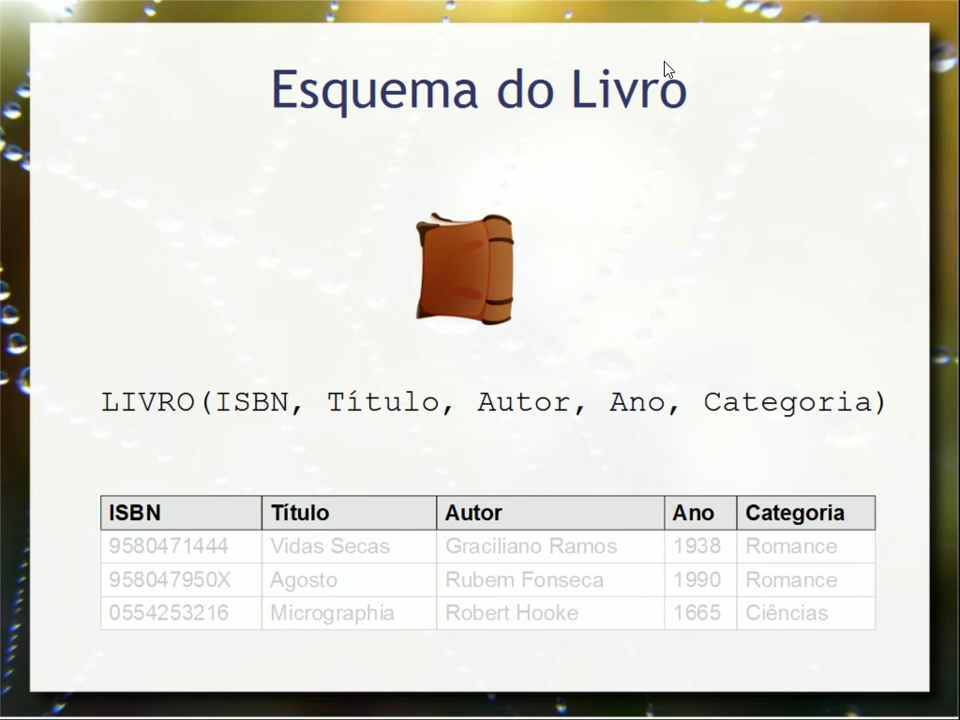 Esquema do Livro
LIVRO(ISBN, Título, Autor, Ano, Categoria)
ISBN Título Autor Ano Categoria
9580471444 Vidas Secas Graciliano Ramos 1938 Romance
958047950X Agosto Rubem Fonseca 1990 Romance
0554253216 Micrographia Robert Hooke 1665 Ciências